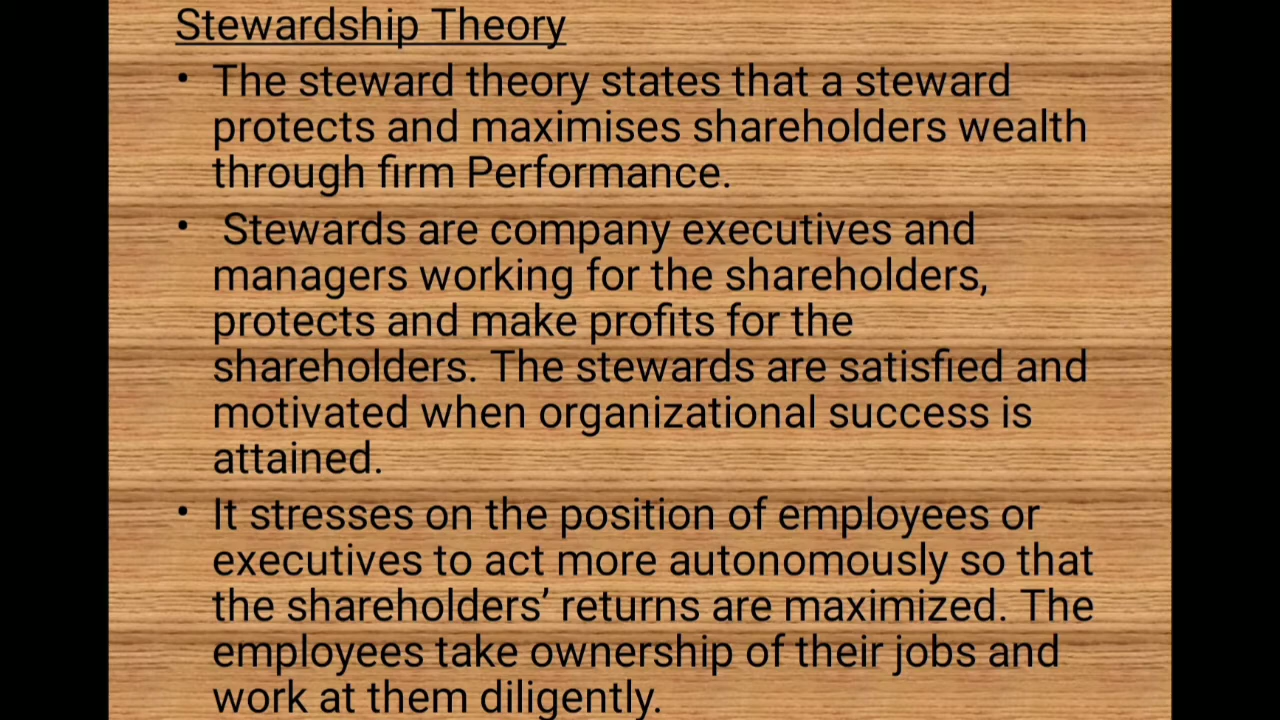 Stewardship Theory
• The steward theory states that a steward
protects and maximises shareholders wealth
through firm Performance.
• Stewards are company executives and
managers working for the shareholders,
protects and make profits for the
shareholders. The stewards are satisfied and
motivated when organizational success is
attained.
• It stresses on the position of employees or
executives to act more autonomously so that
the shareholders’ returns are maximized. The
employees take ownership of their jobs and
work at them diligently.